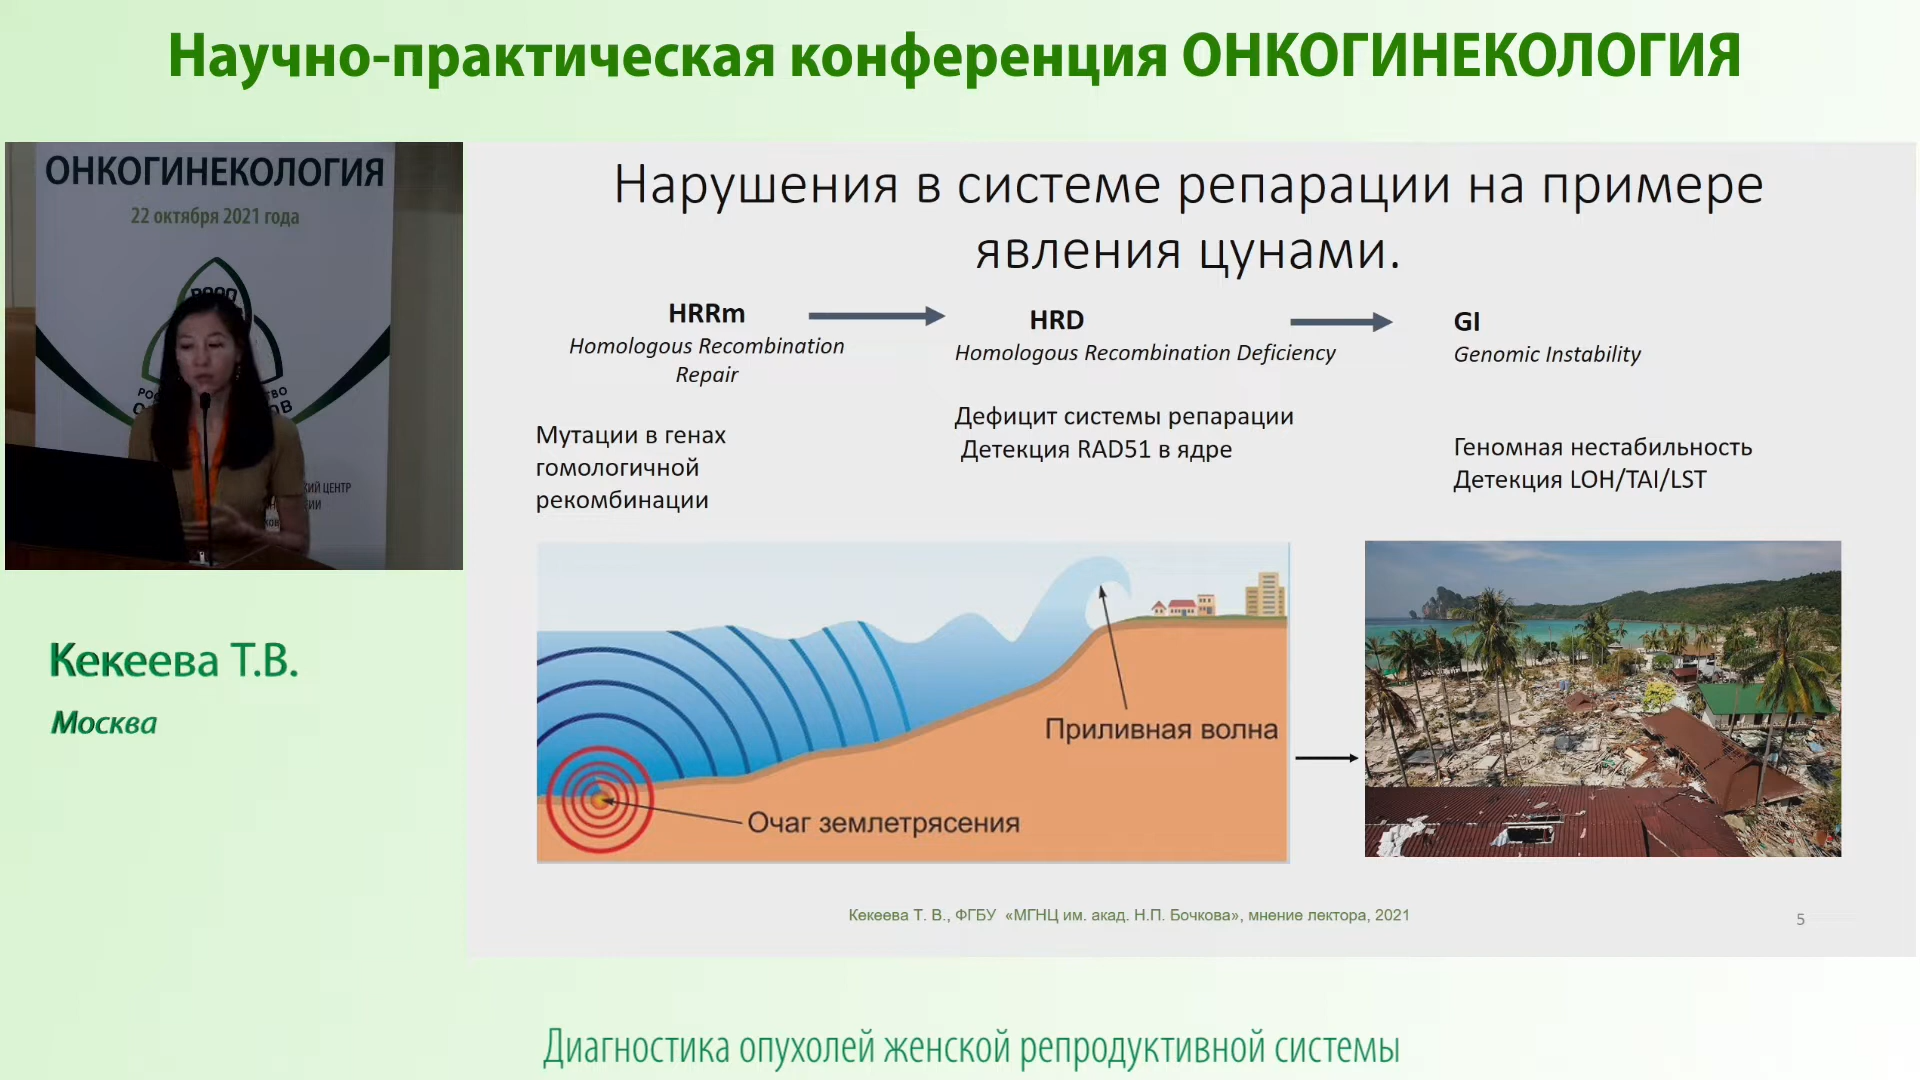 Научно-практическая конференция ОНКОГИНЕКОЛОГИЯ
ОНКОГИНЕКОЛОГИЯ
22 октября 2021 года
Кекеева Т.В.
Москва
Нарушения в системе репарации на примере
явления цунами.
HRRm
Homologous Recombination
Repair
Мутации в генах
гомологичной
рекомбинации
HRD
Homologous Recombination Deficiency
Дефицит системы репарации
Детекция RAD51 в ядре
GI
Genomic Instability
Геномная нестабильность
Детекция LOH/TAI/LST
Приливная волна
Очаг землетрясения
Кекеева Т. В., ФГБУ «МГНЦ им. акад. Н.П. Бочкова», мнение лектора, 2021
5
Диагностика опухолей женской репродуктивной системы